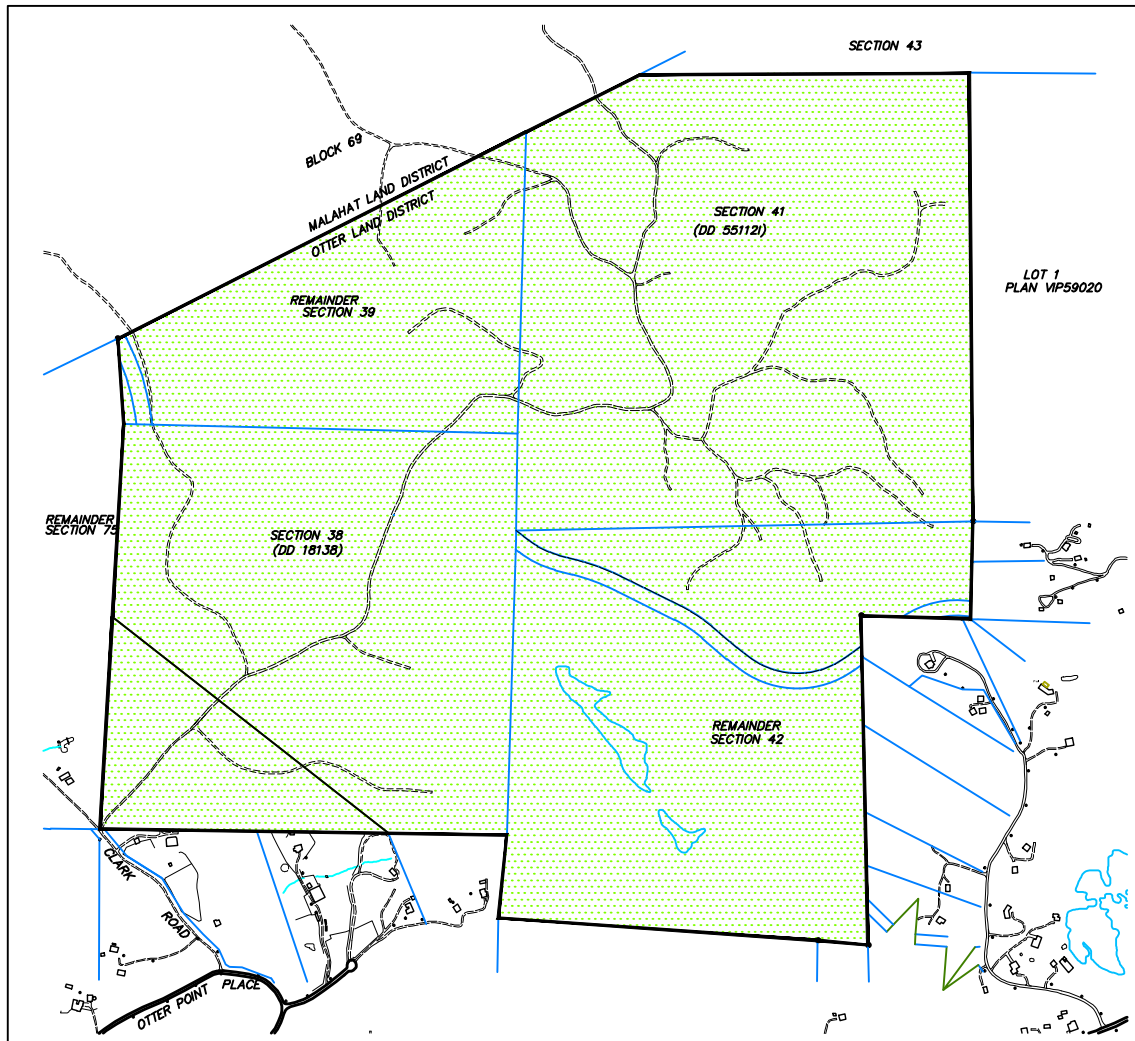 SECTION 43
BLOCK 69
MALAHAT LAND DISTRICT
OTTER LAND DISTRICT
SECTION 41
(DD 55112I)
LOT 1
PLAN VIP59020
REMAINDER
SECTION 39
REMAINDER
SECTION 75
SECTION 38
(DD 18138)
REMAINDER
SECTION 42
CLARK
ROAD
OTTER POINT
PLACE